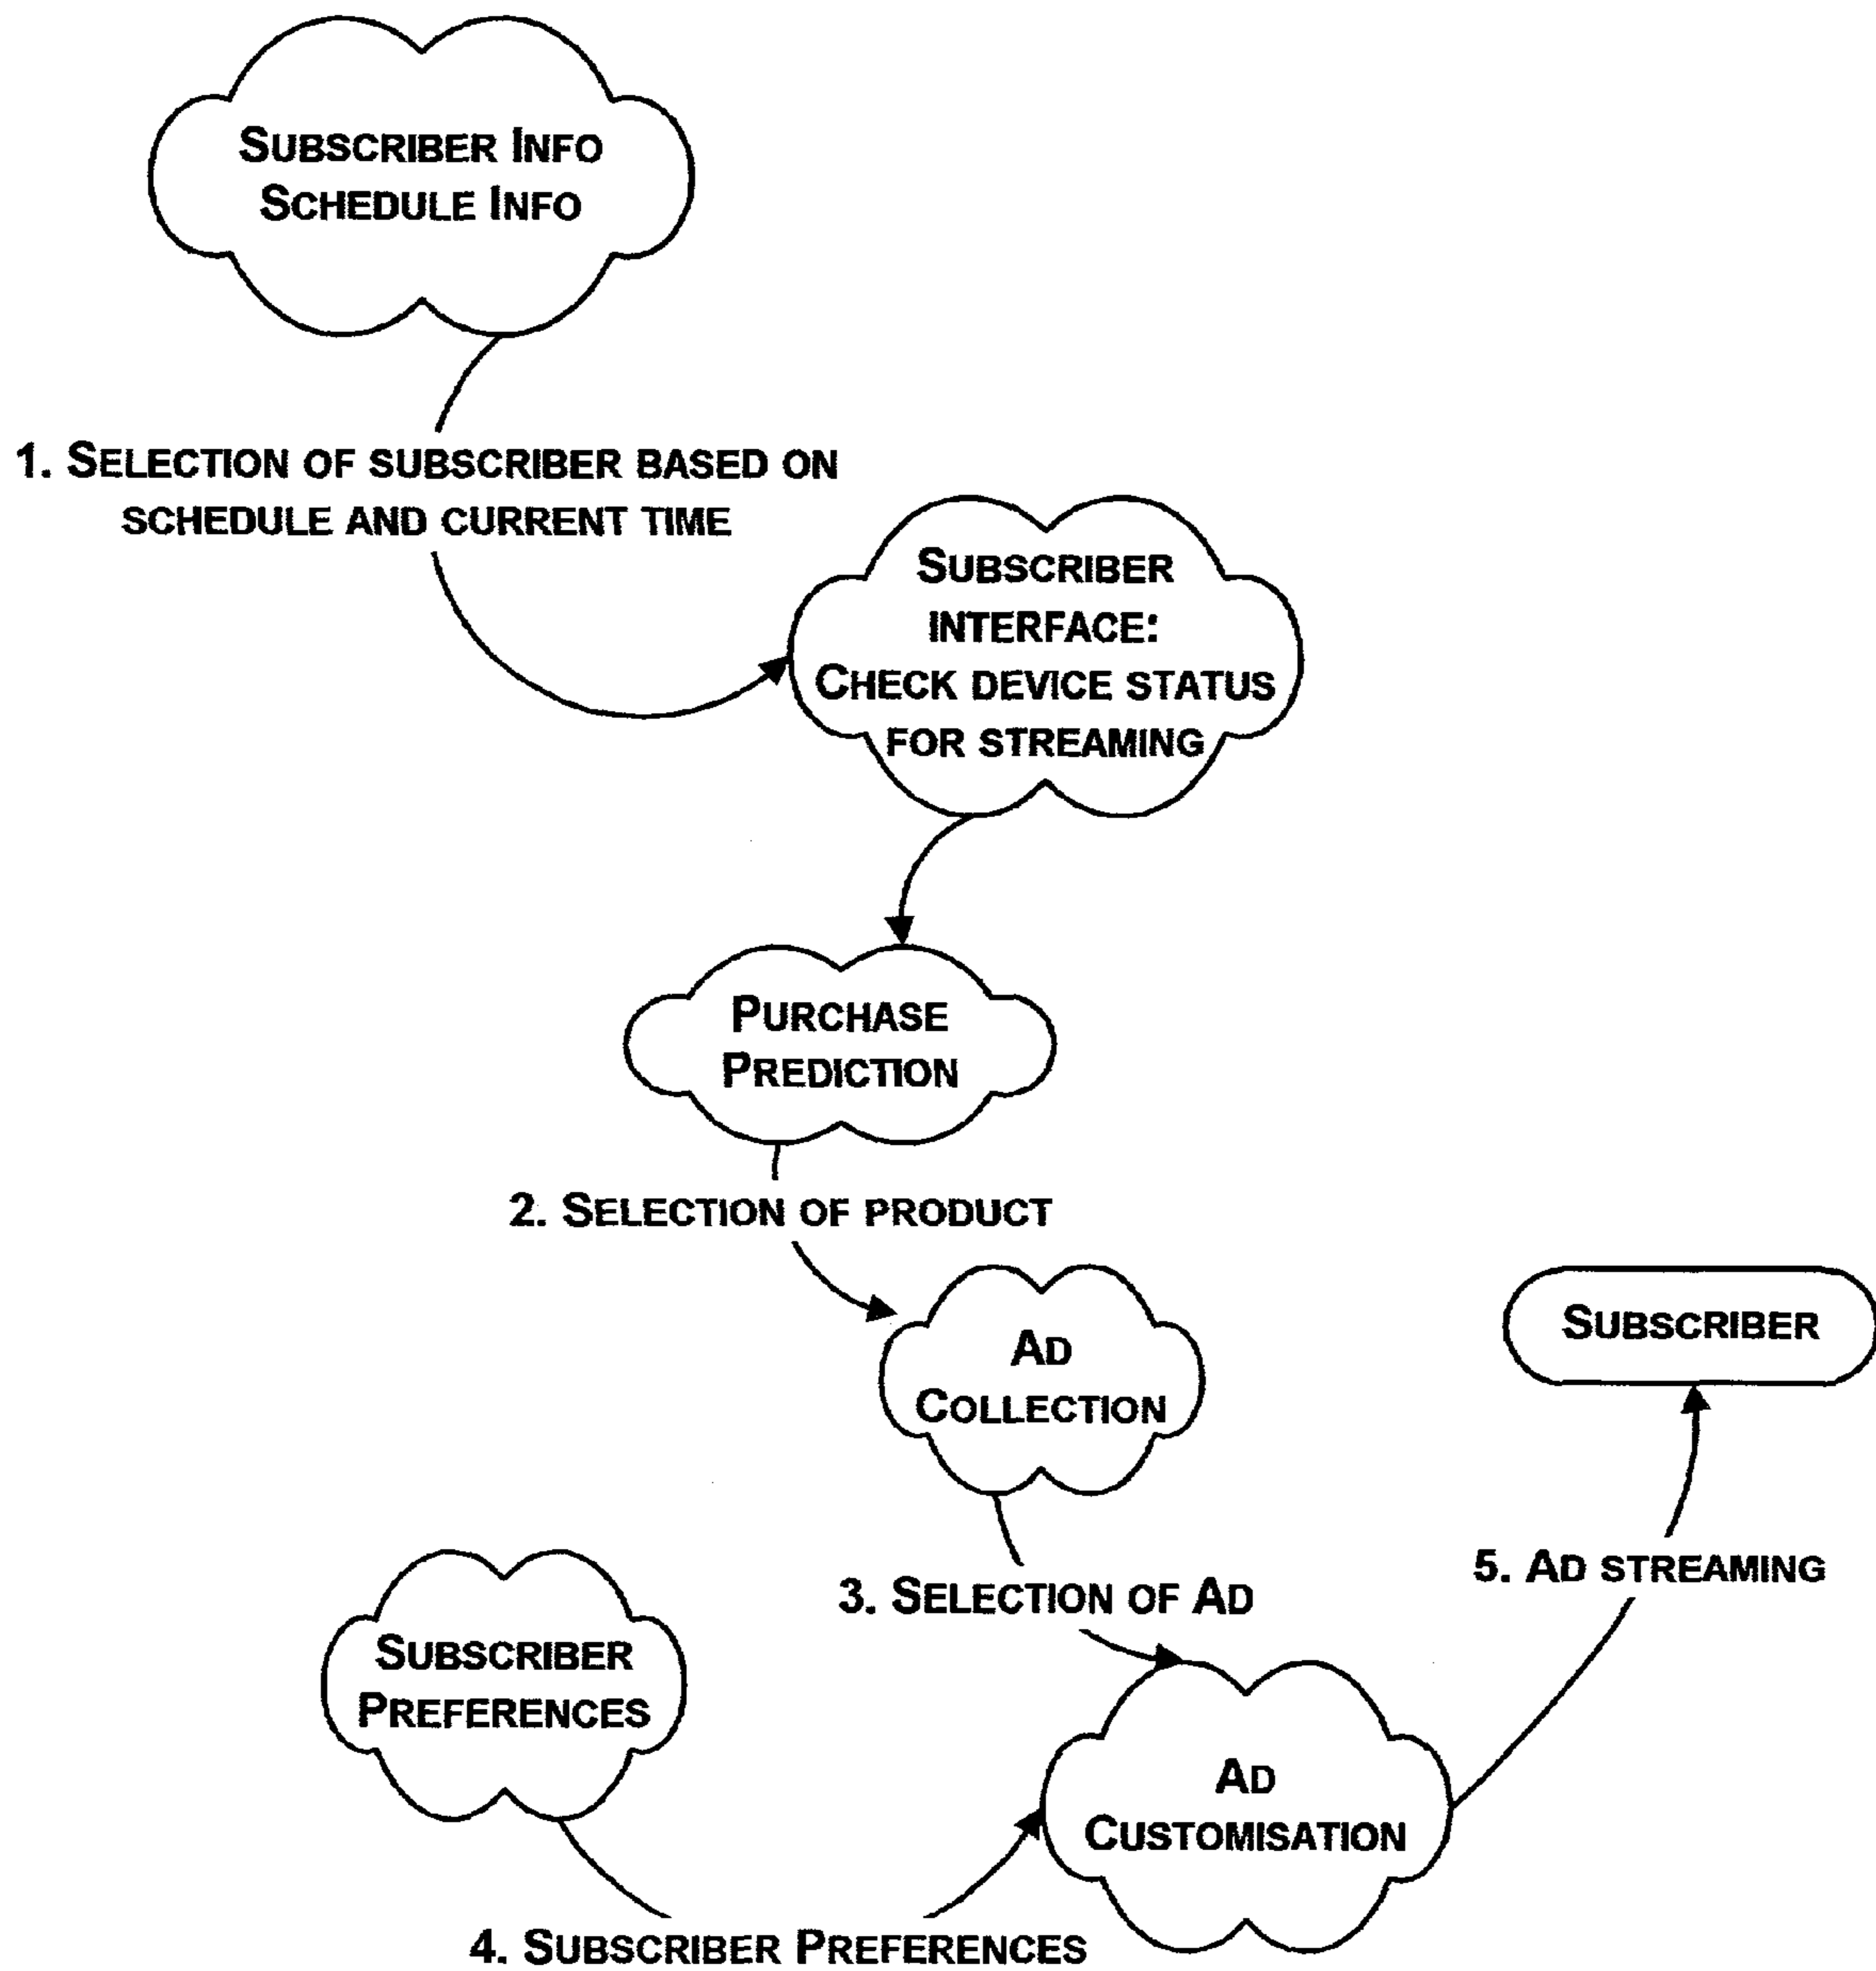 SUBSCRIBER INFO
SCHEDULE INFO
1. SELECTION OF SUBSCRIBER BASED ON
SCHEDULE AND CURRENT TIME
SUBSCRIBER
INTERFACE:
CHECK DEVICE STATUS
FOR STREAMING
PURCHASE
PREDICTION
2. SELECTION OF PRODUCT
AD
COLLECTION
SUBSCRIBER
3. SELECTION OF AD
5. AD STREAMING
SUBSCRIBER
PREFERENCES
AD
CUSTOMISATION
4. SUBSCRIBER PREFERENCES